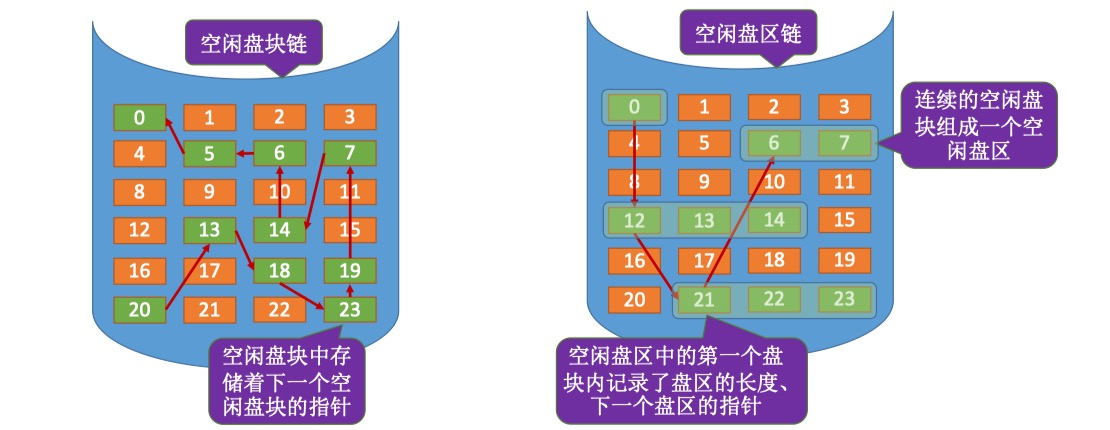 空闲盘块链
0 1 2 3
4 5 6 7
8 9 10 11
12 13 14 15
16 17 18 19
20 21 22 23
空闲盘块中存
储着下一个空
闲盘块的指针
空闲盘区链
0 1 2 3
4 5 6 7
8 9 10 11
12 13 14 15
16 17 18 19
20 21 22 23
连续的空闲盘
块组成一个空
闲盘区
空闲盘区中的第一个盘
块内记录了盘区的长度、
下一个盘区的指针